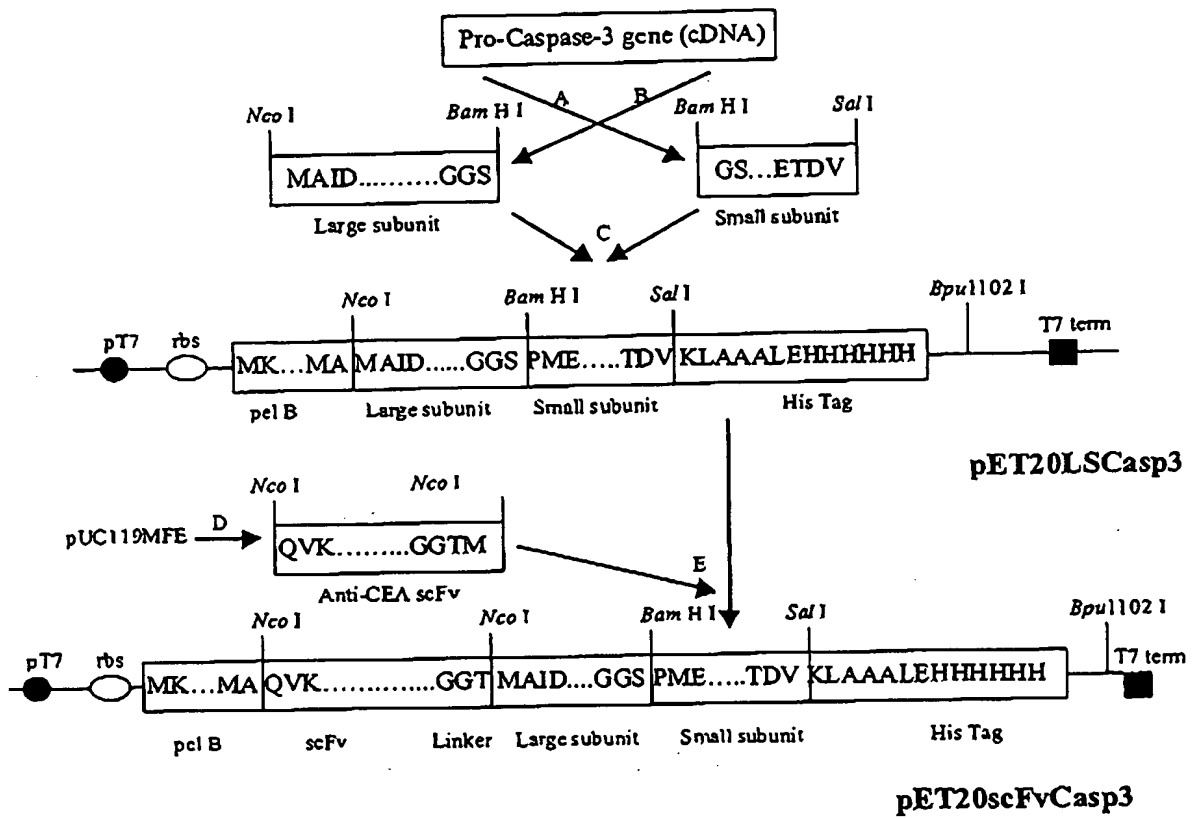 Pro-Caspase-3 gene (cDNA)
A
B
Nco I
Bam H I
Bam H I
Sal I
MAID..........GGS
GS...ETDV
Large subunit
Small subunit
C
Nco I
Bam H I
Sal I
Bpu1102 I
pT7
rbs
T7 term
MK...MA
MAID......GGS
PME.....TDV
KLAAALEHHHHHH
pel B
Large subunit
Small subunit
His Tag
pET20LSCasp3
Nco I
Nco I
pUC119MFE
D
QVK.........GGTM
E
Anti-CEA scFv
Nco I
Nco I
Bam H I
Sal I
Bpu1102 I
pT7
rbs
T7 term
MK...MA
QVK..............GGT
MAID....GGS
PME.....TDV
KLAAALEHHHHHH
pel B
scFv
Linker
Large subunit
Small subunit
His Tag
pET20scFvCasp3